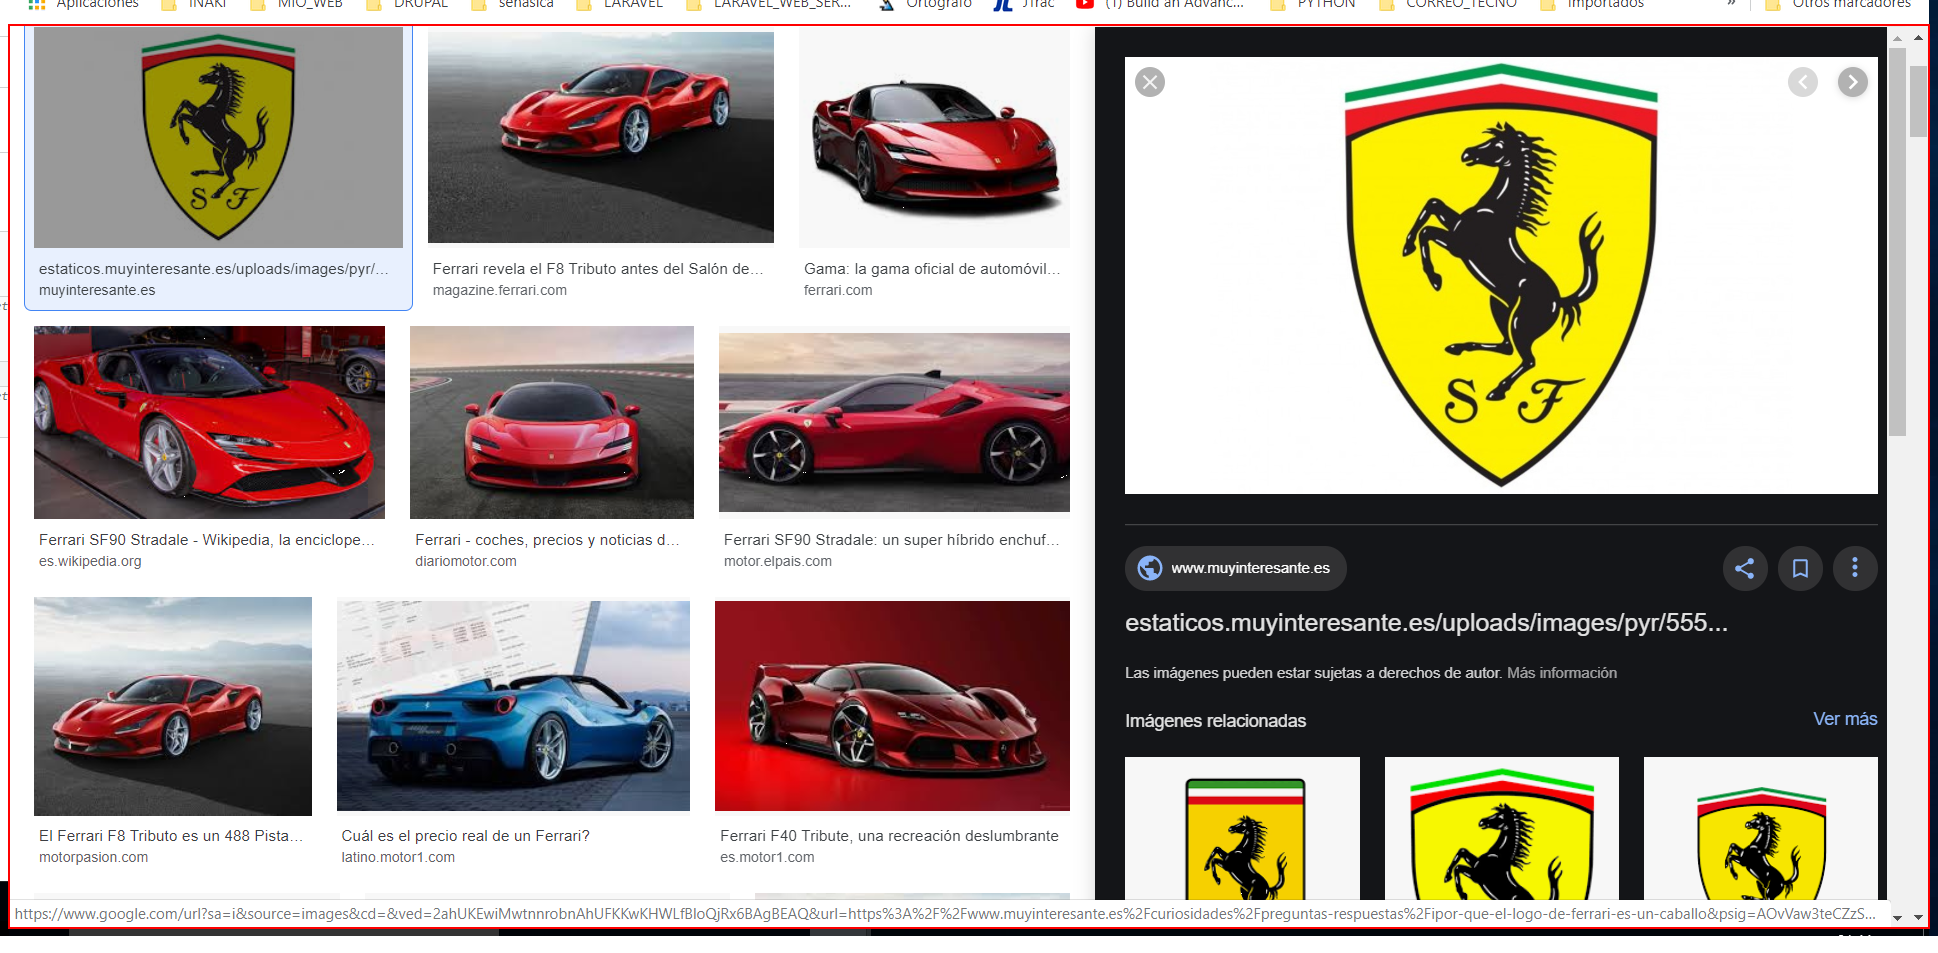 Aplicaciones INAKI MIO_WEB DRUPAL senasica LARAVEL LARAVEL_WEB_SER... Ortografo JTrac (1) Build an Advanc... PYTHON CORREO_TECNO Importados » Otros marcadores
S F
estaticos.muyinteresante.es/uploads/images/pyr/...
muyinteresante.es
Ferrari revela el F8 Tributo antes del Salón de...
magazine.ferrari.com
Gama: la gama oficial de automóvil...
ferrari.com
Ferrari SF90 Stradale - Wikipedia, la enciclope...
es.wikipedia.org
Ferrari - coches, precios y noticias d...
diariomotor.com
Ferrari SF90 Stradale: un super híbrido enchuf...
motor.elpais.com
El Ferrari F8 Tributo es un 488 Pista...
motorpasion.com
Cuál es el precio real de un Ferrari?
latino.motor1.com
Ferrari F40 Tribute, una recreación deslumbrante
es.motor1.com
S F
www.muyinteresante.es
estaticos.muyinteresante.es/uploads/images/pyr/555...
Las imágenes pueden estar sujetas a derechos de autor. Más información
Imágenes relacionadas
Ver más
https://www.google.com/url?sa=i&source=images&cd=&ved=2ahUKEwiMwtnnrobnAhUFKKwKHWLfBIoQjRx6BAgBEAQ&url=https%3A%2F%2Fwww.muyinteresante.es%2Fcuriosidades%2Fpreguntas-respuestas%2Fipor-que-el-logo-de-ferrari-es-un-caballo&psig=AOvVaw3teCZzS...